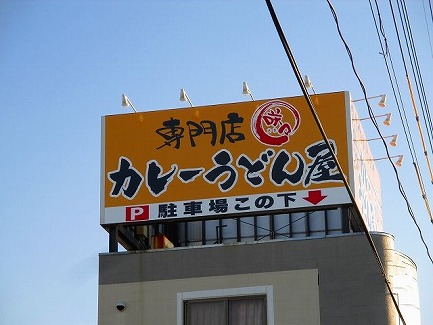 専門店
カレーうどん屋
P 駐車場この下